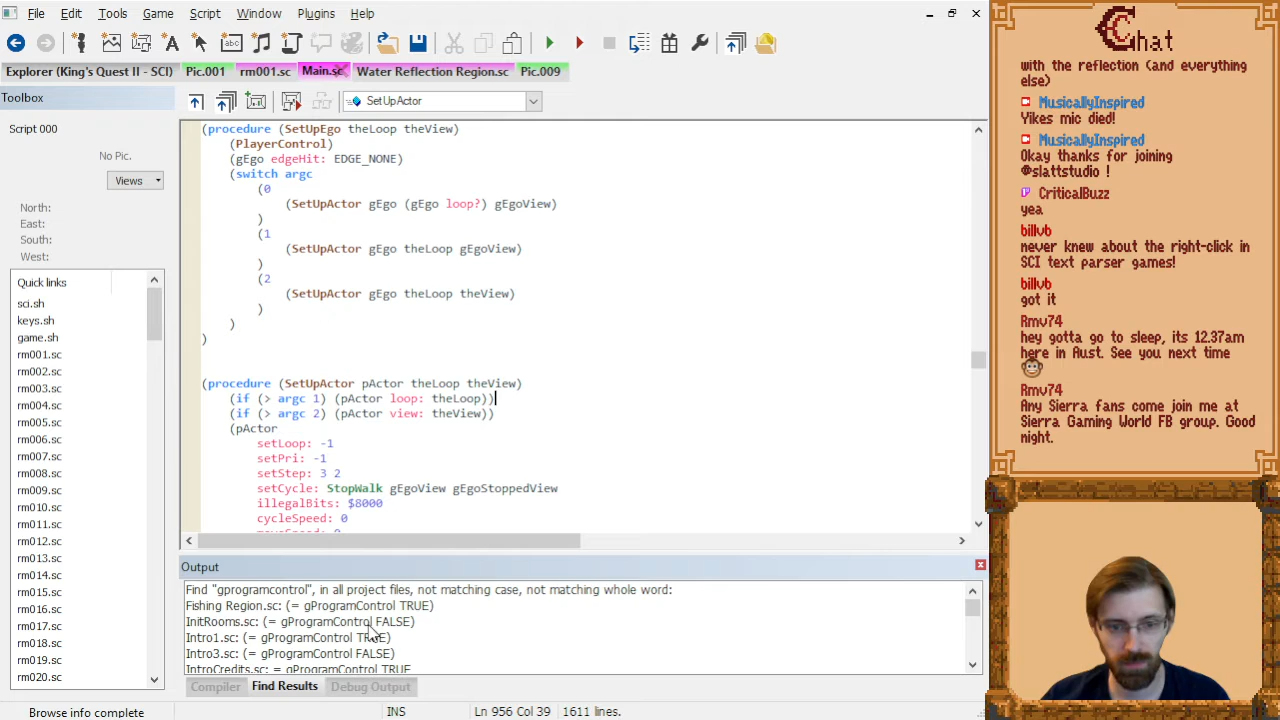 File Edit Tools Game Script Window Plugins Help
Explorer (King's Quest II - SCI) Pic.001 rm001.sc Main.sc Water Reflection Region.sc Pic.009
Toolbox
SetUpActor
Script 000
No Pic.
Views
North:
East:
South:
West:
Quick links
sci.sh
keys.sh
game.sh
rm001.sc
rm002.sc
rm003.sc
rm004.sc
rm005.sc
rm006.sc
rm007.sc
rm008.sc
rm009.sc
rm010.sc
rm011.sc
rm012.sc
rm013.sc
rm014.sc
rm015.sc
rm016.sc
rm017.sc
rm018.sc
rm019.sc
rm020.sc
(procedure (SetUpEgo theLoop theView)
(PlayerControl)
(gEgo edgeHit: EDGE_NONE)
(switch argc
(0
(SetUpActor gEgo (gEgo loop?) gEgoView)
)
(1
(SetUpActor gEgo theLoop gEgoView)
)
(2
(SetUpActor gEgo theLoop theView)
)
)
)
(procedure (SetUpActor pActor theLoop theView)
(if (> argc 1) (pActor loop: theLoop))
(if (> argc 2) (pActor view: theView))
(pActor
setLoop: -1
setPri: -1
setStep: 3 2
setCycle: StopWalk gEgoView gEgoStoppedView
illegalBits: $8000
cycleSpeed: 0
Output
Find "gprogramcontrol", in all project files, not matching case, not matching whole word:
Fishing Region.sc: (= gProgramControl TRUE)
InitRooms.sc: (= gProgramControl FALSE)
Intro1.sc: (= gProgramControl TRUE)
Intro3.sc: (= gProgramControl FALSE)
IntroCredits.sc: = gProgramControl TRUE
Compiler Find Results Debug Output
Browse info complete INS Ln 956 Col 39 1611 lines.
Chat
with the reflection (and everything
else)
MusicallyInspired
Yikes mic died!
MusicallyInspired
Okay thanks for joining
@slattstudio !
CriticalBuzz
yea
billvb
never knew about the right-click in
SCI text parser games!
billvb
got it
Rmv74
hey gotta go to sleep, its 12.37am
here in Aust. See you next time
Rmv74
Any Sierra fans come join me at
Sierra Gaming World FB group. Good
night.